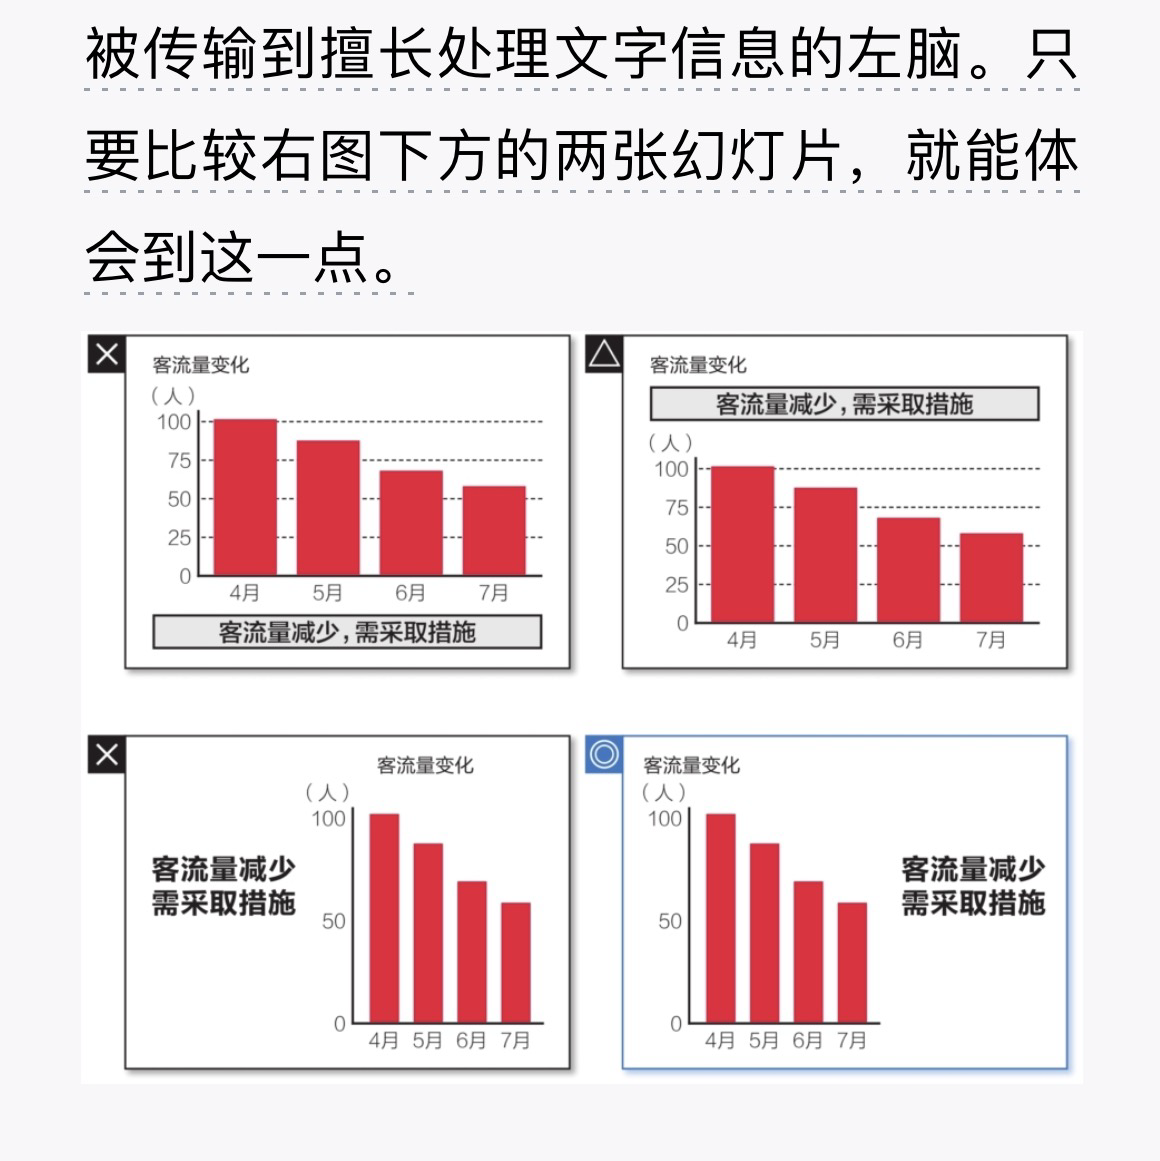 被传输到擅长处理文字信息的左脑。只
要比较右图下方的两张幻灯片，就能体
会到这一点。
客流量变化
（人）
100
75
50
25
0
4月 5月 6月 7月
客流量减少，需采取措施
客流量变化
客流量减少，需采取措施
（人）
100
75
50
25
0
4月 5月 6月 7月
客流量变化
（人）
100
50
0
4月 5月 6月 7月
客流量减少
需采取措施
客流量变化
（人）
100
50
0
4月 5月 6月 7月
客流量减少
需采取措施